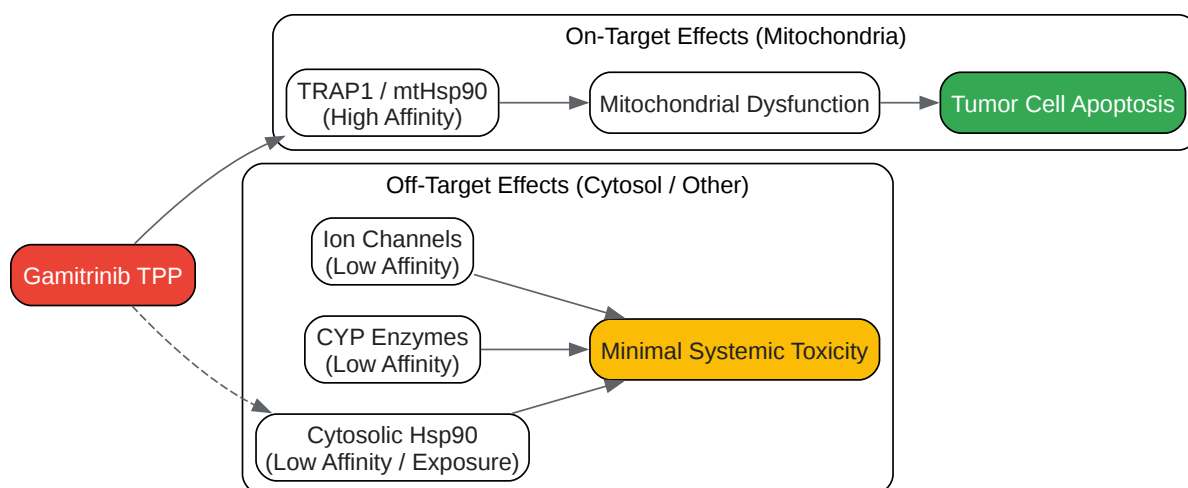 On-Target Effects (Mitochondria)
TRAP1 / mtHsp90
(High Affinity)
Mitochondrial Dysfunction
Tumor Cell Apoptosis
Off-Target Effects (Cytosol / Other)
Ion Channels
(Low Affinity)
Gamitrinib TPP
CYP Enzymes
(Low Affinity)
Minimal Systemic Toxicity
Cytosolic Hsp90
(Low Affinity / Exposure)